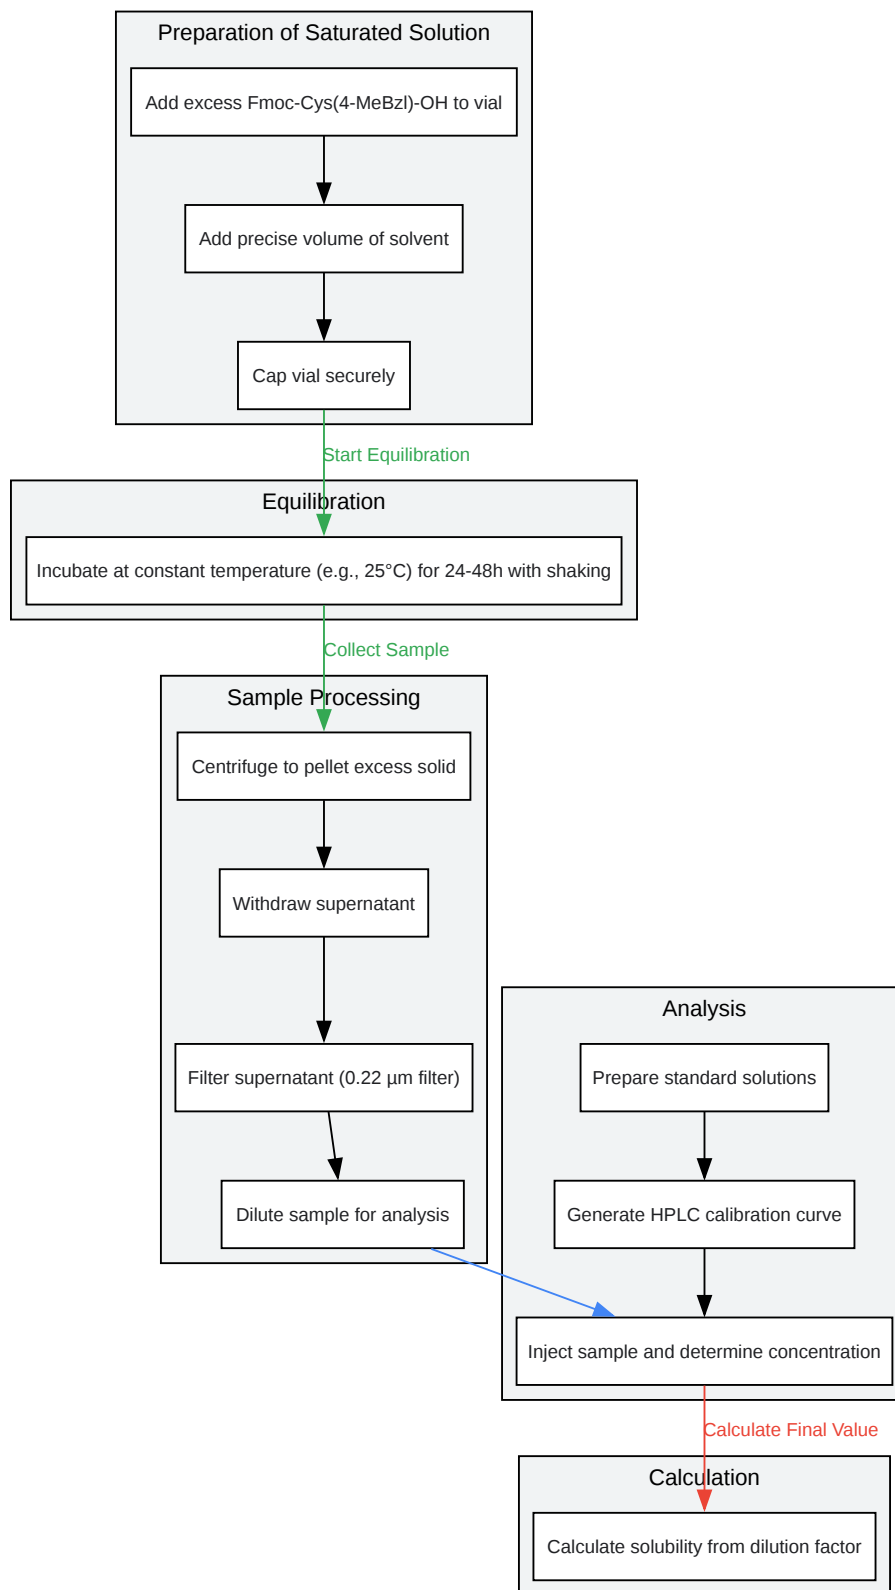 Preparation of Saturated Solution
Add excess Fmoc-Cys(4-MeBzl)-OH to vial
Add precise volume of solvent
Cap vial securely
Start Equilibration
Equilibration
Incubate at constant temperature (e.g., 25°C) for 24-48h with shaking
Collect Sample
Sample Processing
Centrifuge to pellet excess solid
Withdraw supernatant
Filter supernatant (0.22 µm filter)
Dilute sample for analysis
Analysis
Prepare standard solutions
Generate HPLC calibration curve
Inject sample and determine concentration
Calculate Final Value
Calculation
Calculate solubility from dilution factor